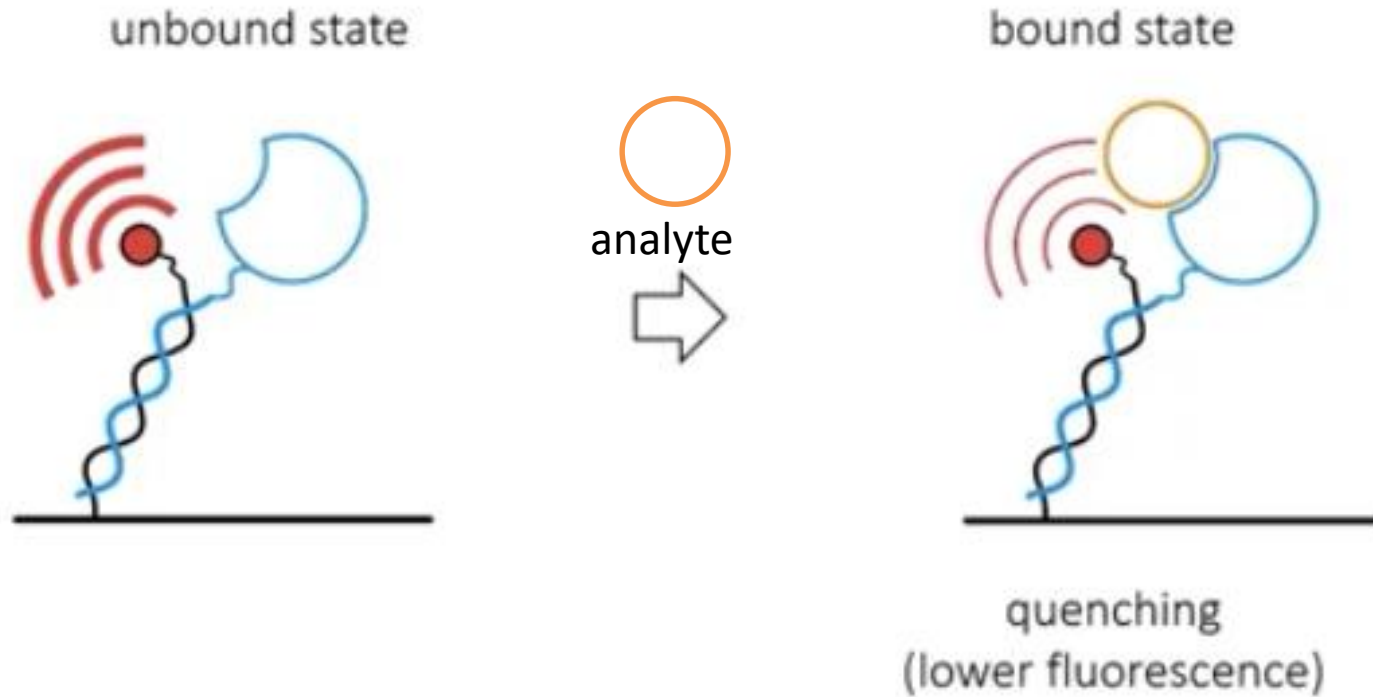 unbound state
bound state
analyte
quenching
(lower fluorescence)